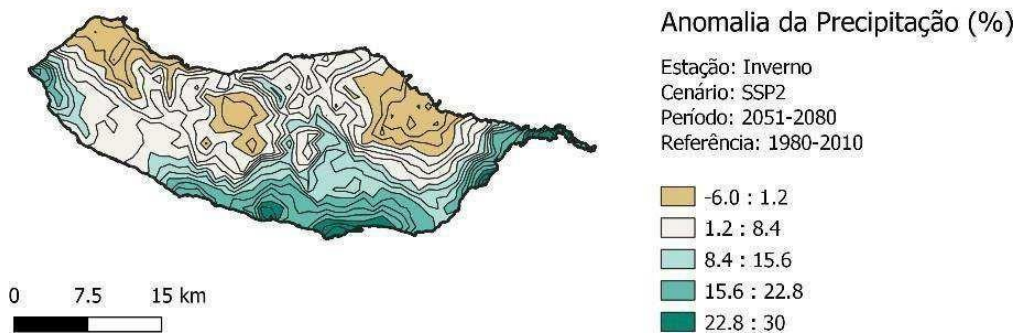 Anomalia da Precipitação (%)
Estação: Inverno
Cenário: SSP2
Período: 2051-2080
Referência: 1980-2010
-6.0 : 1.2
1.2 : 8.4
8.4 : 15.6
15.6 : 22.8
22.8 : 30
0 7.5 15 km